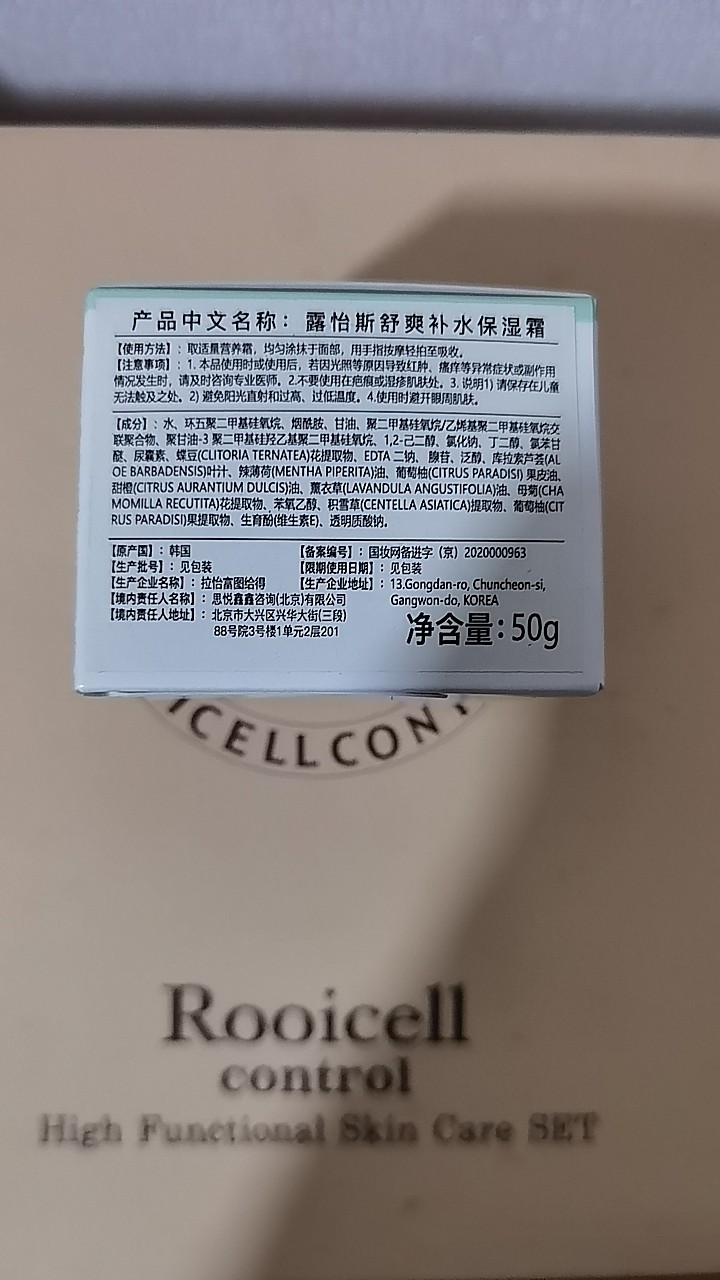 产品中文名称：露怡斯舒爽补水保湿霜
【使用方法】：取适量营养霜，均匀涂抹于面部，用手指按摩轻拍至吸收。
【注意事项】：1.本品使用时或使用后，若因光照等原因导致红肿、瘙痒等异常症状或副作用
情况发生时，请及时咨询专业医师。2.不要使用在疤痕或湿疹肌肤处。3.说明1) 请保存在儿童
无法触及之处。2) 避免阳光直射和过高、过低温度。4.使用时避开眼周肌肤。
【成分】：水、环五聚二甲基硅氧烷、烟酰胺、甘油、聚二甲基硅氧烷/乙烯基聚二甲基硅氧烷交
联聚合物、聚甘油-3 聚二甲基硅羟乙基聚二甲基硅氧烷、1,2-己二醇、氯化钠、丁二醇、氯苯甘
醚、尿囊素、蝶豆(CLITORIA TERNATEA)花提取物、EDTA 二钠、腺苷、泛醇、库拉索芦荟(AL
OE BARBADENSIS)叶汁、辣薄荷(MENTHA PIPERITA)油、葡萄柚(CITRUS PARADISI) 果皮油、
甜橙(CITRUS AURANTIUM DULCIS)油、薰衣草(LAVANDULA ANGUSTIFOLIA)油、母菊(CHA
MOMILLA RECUTITA)花提取物、苯氧乙醇、积雪草(CENTELLA ASIATICA)提取物、葡萄柚(CIT
RUS PARADISI)果提取物、生育酚(维生素E)、透明质酸钠。
【原产国】：韩国 【备案编号】：国妆网备进字（京）2020000963
【生产批号】：见包装 【限期使用日期】：见包装
【生产企业名称】：拉怡富图给得 【生产企业地址】：13.Gongdan-ro, Chuncheon-si,
【境内责任人名称】：思悦鑫鑫咨询(北京)有限公司 Gangwon-do, KOREA
【境内责任人地址】：北京市大兴区兴华大街(三段)
88号院3号楼1单元2层201 净含量：50g
ICELLCONT
Rooicell
control
High Functional Skin Care SET